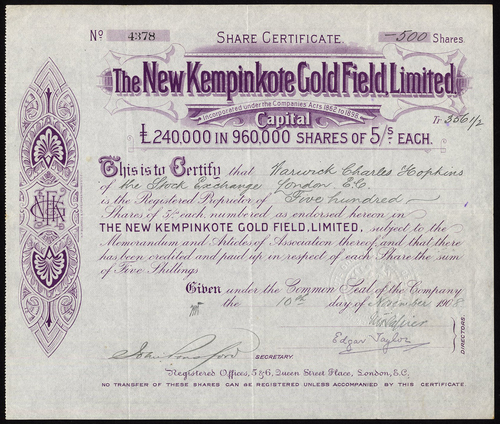 No 4378 Share Certificate. -500 Shares.
The New Kempinkote Gold Field Limited.
Incorporated under the Companies Acts 1862 to 1898.
Capital
£240,000 IN 960,000 SHARES OF 5/s EACH.
Tr 3561/2
This is to Certify that Warwick Charles Hopkins
of the Stock Exchange London E.C.
is the Registered Proprietor of Five hundred
Shares of 5/- each, numbered as endorsed hereon in
THE NEW KEMPINKOTE GOLD FIELD, LIMITED, subject to the
Memorandum and Articles of Association thereof and that there
has been credited and paid up in respect of each Share the sum
of Five Shillings
Given under the Common Seal of the Company
the 10th day of November 1908
Edgar Taylor
DIRECTORS.
SECRETARY.
Registered Offices, 5 & 6, Queen Street Place, London, E.C.
NO TRANSFER OF THESE SHARES CAN BE REGISTERED UNLESS ACCOMPANIED BY THIS CERTIFICATE.